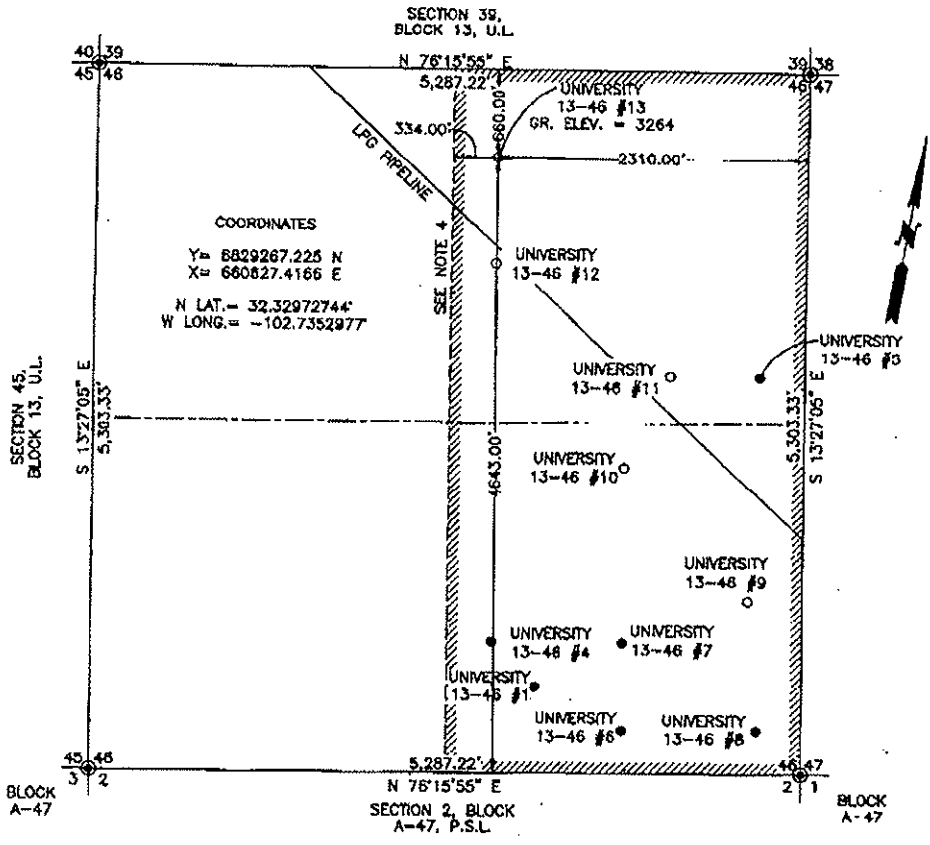 SECTION 39,
BLOCK 13, U.L.
40 39
45 46
N 76°15'55" E
5,287.22'
39 38
46 47
UNIVERSITY
13-46 #13
GR. ELEV. = 3264
660.00'
334.00'
2310.00'
LPG PIPELINE
COORDINATES
Y= 6829267.225 N
X= 660827.4166 E
N LAT.= 32.32972744°
W LONG.= -102.7352977°
SEE NOTE 4
UNIVERSITY
13-46 #12
N
UNIVERSITY
13-46 #5
UNIVERSITY
13-46 #11
SECTION 45,
BLOCK 13, U.L.
S 13°27'05" E
5,303.33'
5,303.33'
S 13°27'05" E
4643.00'
UNIVERSITY
13-46 #10
UNIVERSITY
13-46 #9
UNIVERSITY
13-46 #4
UNIVERSITY
13-46 #7
UNIVERSITY
13-46 #1
UNIVERSITY
13-46 #6
UNIVERSITY
13-46 #8
45 46
3 2
5,287.22'
N 76°15'55" E
46 47
2 1
BLOCK
A-47
SECTION 2, BLOCK
A-47, P.S.L.
BLOCK
A-47